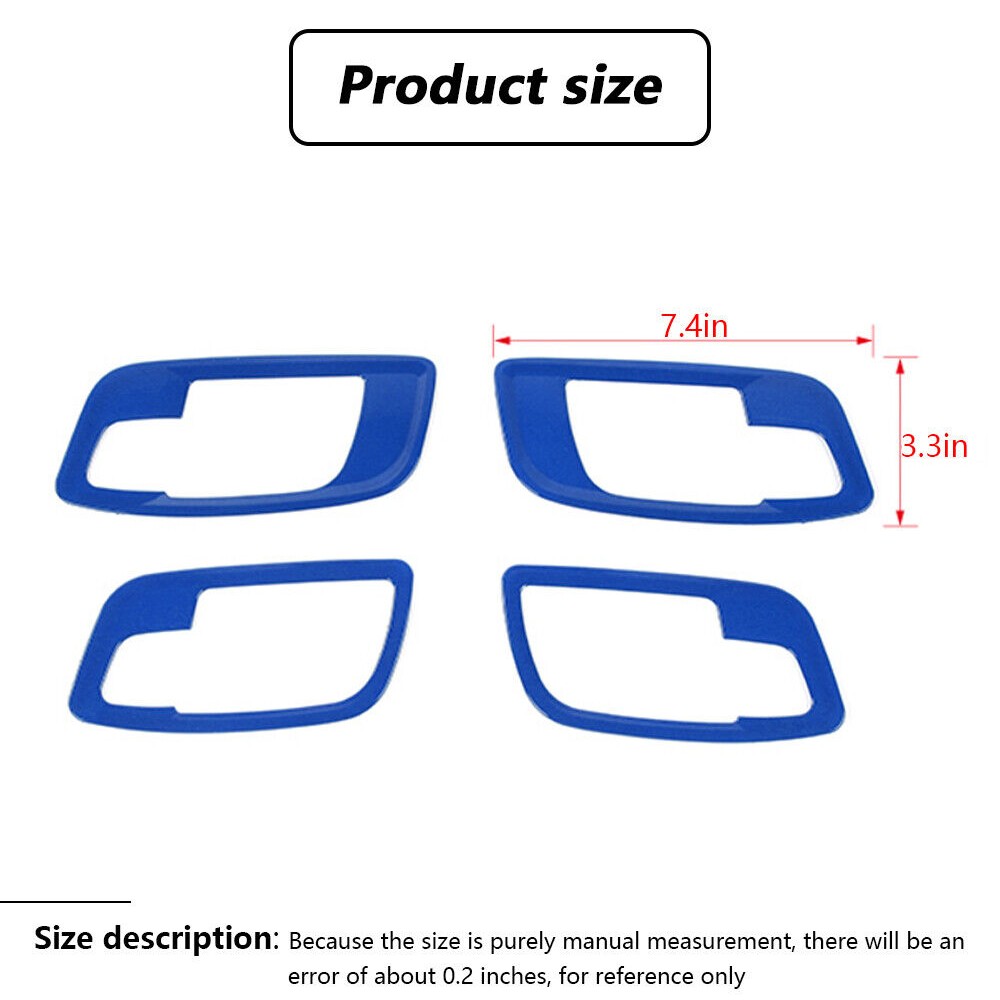 Product size
7.4in
3.3in
Size description: Because the size is purely manual measurement, there will be an
error of about 0.2 inches, for reference only